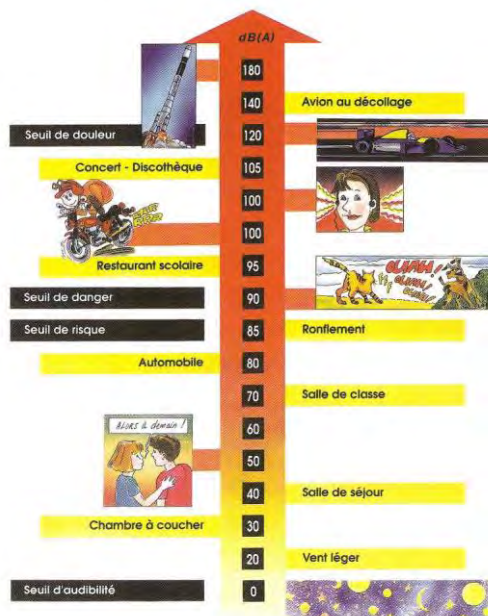 dB(A)
180
140 Avion au décollage
Seuil de douleur 120
Concert - Discothèque 105
100
100
Restaurant scolaire 95
Seuil de danger 90
Seuil de risque 85 Ronflement
Automobile 80
70 Salle de classe
60
ALORS à demain !
50
40 Salle de séjour
Chambre à coucher 30
20 Vent léger
Seuil d'audibilité 0